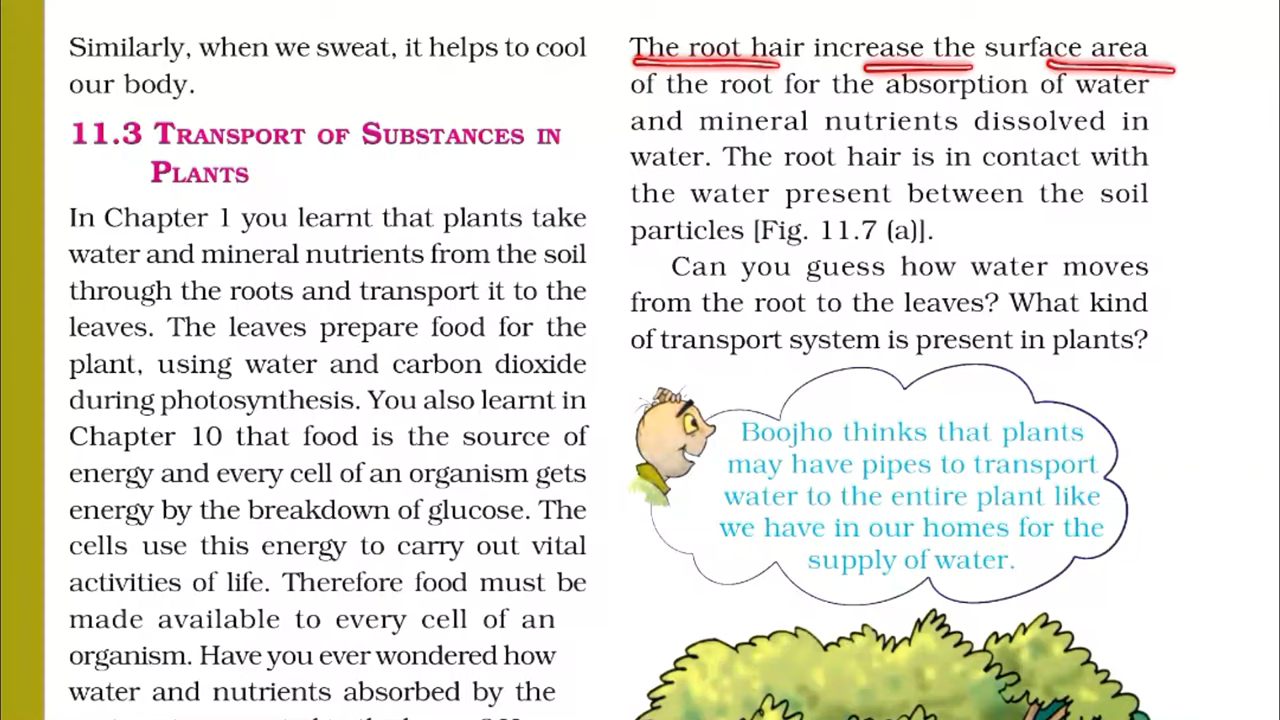 Similarly, when we sweat, it helps to cool
our body.
11.3 TRANSPORT OF SUBSTANCES IN
PLANTS
In Chapter 1 you learnt that plants take
water and mineral nutrients from the soil
through the roots and transport it to the
leaves. The leaves prepare food for the
plant, using water and carbon dioxide
during photosynthesis. You also learnt in
Chapter 10 that food is the source of
energy and every cell of an organism gets
energy by the breakdown of glucose. The
cells use this energy to carry out vital
activities of life. Therefore food must be
made available to every cell of an
organism. Have you ever wondered how
water and nutrients absorbed by the
The root hair increase the surface area
of the root for the absorption of water
and mineral nutrients dissolved in
water. The root hair is in contact with
the water present between the soil
particles [Fig. 11.7 (a)].
Can you guess how water moves
from the root to the leaves? What kind
of transport system is present in plants?
Boojho thinks that plants
may have pipes to transport
water to the entire plant like
we have in our homes for the
supply of water.